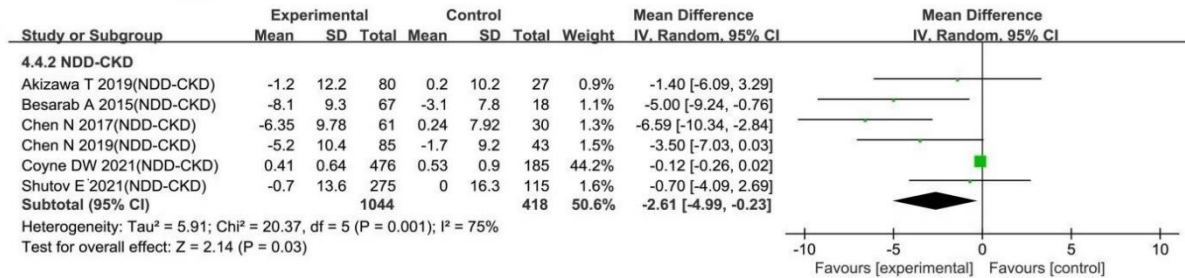 Experimental Control Mean Difference Mean Difference
Study or Subgroup Mean SD Total Mean SD Total Weight IV. Random. 95% CI IV. Random. 95% CI
4.4.2 NDD-CKD
Akizawa T 2019(NDD-CKD) -1.2 12.2 80 0.2 10.2 27 0.9% -1.40 [-6.09, 3.29]
Besarab A 2015(NDD-CKD) -8.1 9.3 67 -3.1 7.8 18 1.1% -5.00 [-9.24, -0.76]
Chen N 2017(NDD-CKD) -6.35 9.78 61 0.24 7.92 30 1.3% -6.59 [-10.34, -2.84]
Chen N 2019(NDD-CKD) -5.2 10.4 85 -1.7 9.2 43 1.4% -3.50 [-7.03, 0.03]
Coyne DW 2021(NDD-CKD) 0.41 0.64 476 0.53 0.9 185 44.2% -0.12 [-0.26, 0.02]
Shutov E 2021(NDD-CKD) -0.7 13.6 275 0 16.3 115 1.6% -0.70 [-4.09, 2.69]
Subtotal (95% CI) 1044 418 50.6% -2.61 [-4.99, -0.23]
Heterogeneity: Tau² = 5.91; Chi² = 20.37, df = 5 (P = 0.001); I² = 75%
Test for overall effect: Z = 2.14 (P = 0.03)
-10 -5 0 5 10
Favours [experimental] Favours [control]